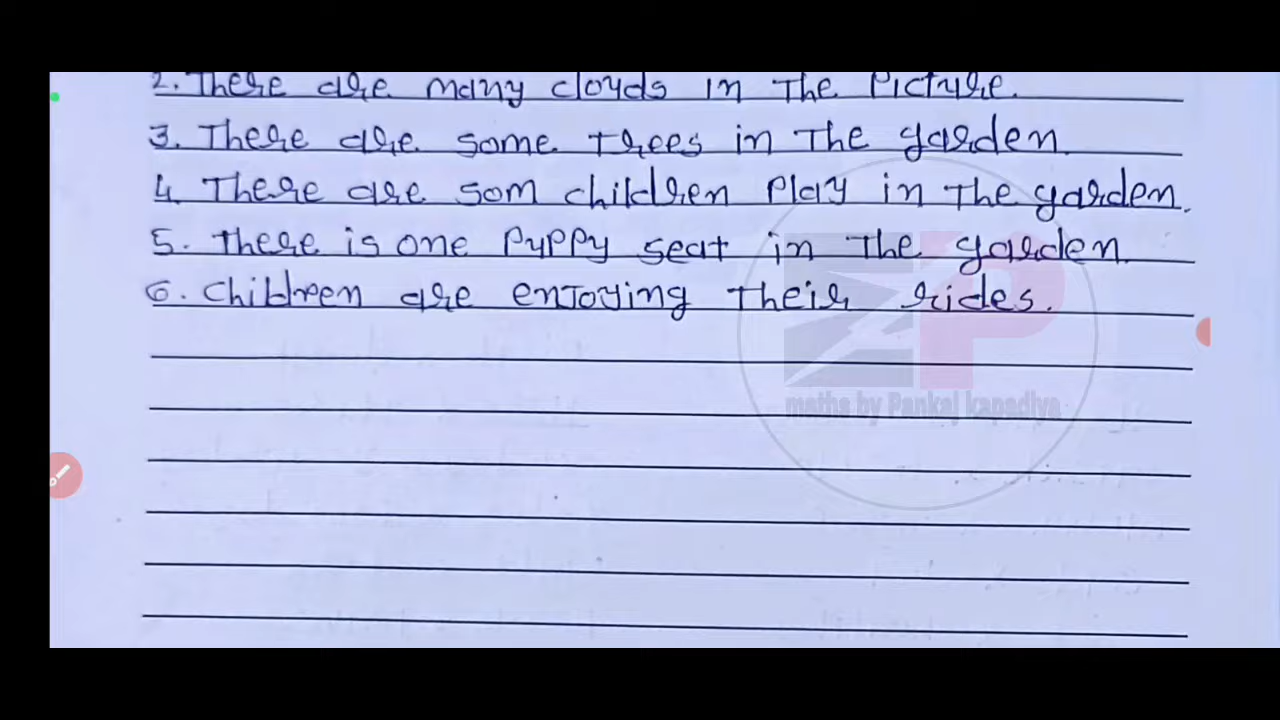 2. There are many clouds in The Picture.
3. There are some trees in The garden.
4. There are som children Play in The garden.
5. There is one Puppy seat in The garden.
6. Children are enJoying Their rides.
maths by Pankaj kapadiya